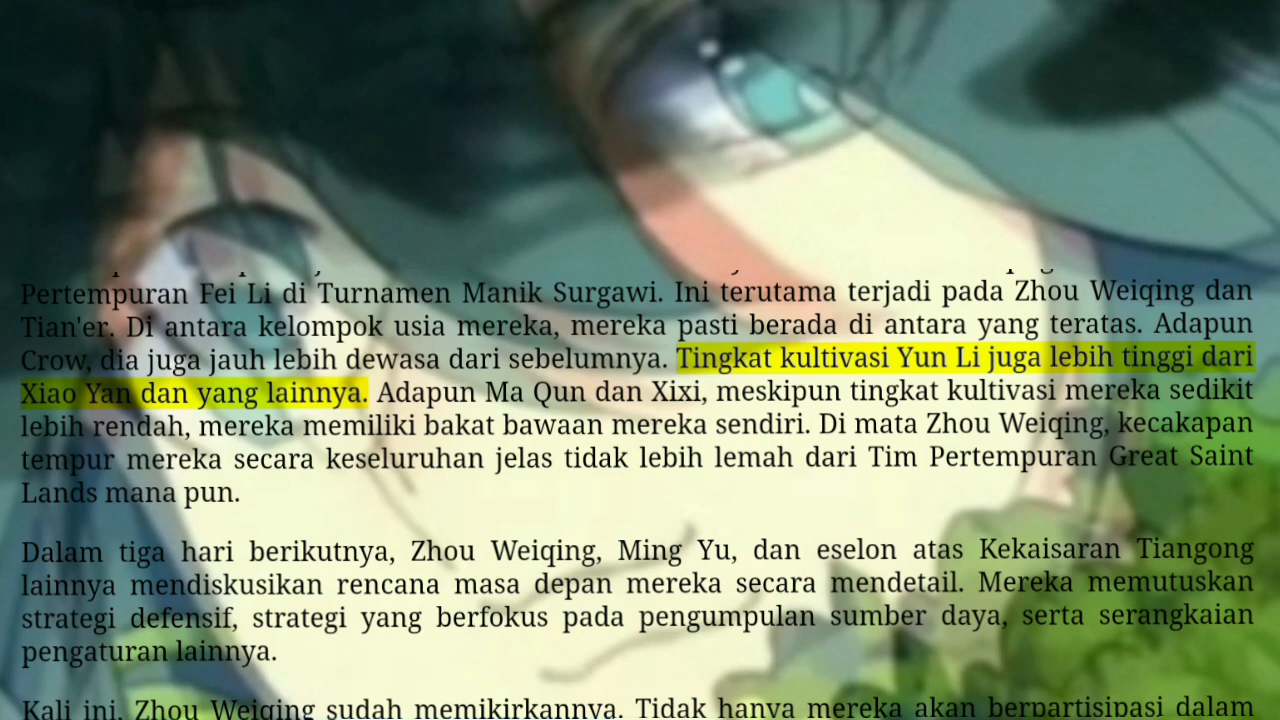 Pertempuran Fei Li di Turnamen Manik Surgawi. Ini terutama terjadi pada Zhou Weiqing dan
Tian'er. Di antara kelompok usia mereka, mereka pasti berada di antara yang teratas. Adapun
Crow, dia juga jauh lebih dewasa dari sebelumnya. Tingkat kultivasi Yun Li juga lebih tinggi dari
Xiao Yan dan yang lainnya. Adapun Ma Qun dan Xixi, meskipun tingkat kultivasi mereka sedikit
lebih rendah, mereka memiliki bakat bawaan mereka sendiri. Di mata Zhou Weiqing, kecakapan
tempur mereka secara keseluruhan jelas tidak lebih lemah dari Tim Pertempuran Great Saint
Lands mana pun.
Dalam tiga hari berikutnya, Zhou Weiqing, Ming Yu, dan eselon atas Kekaisaran Tiangong
lainnya mendiskusikan rencana masa depan mereka secara mendetail. Mereka memutuskan
strategi defensif, strategi yang berfokus pada pengumpulan sumber daya, serta serangkaian
pengaturan lainnya.
Kali ini, Zhou Weiqing sudah memikirkannya. Tidak hanya mereka akan berpartisipasi dalam